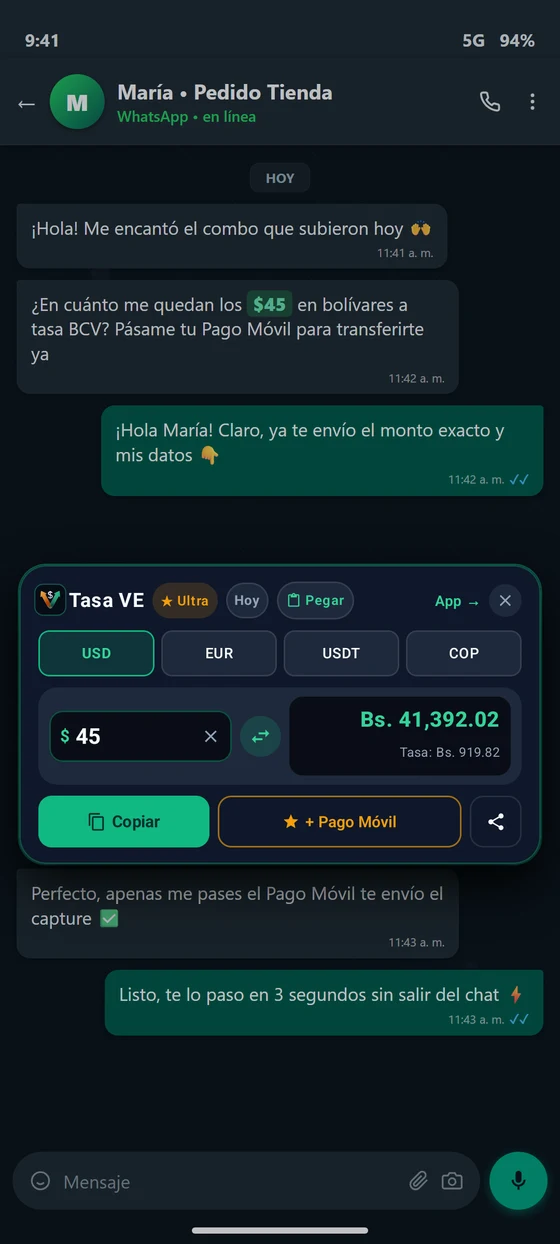 9:41 5G 94%
← M María • Pedido Tienda
WhatsApp • en línea
HOY
¡Hola! Me encantó el combo que subieron hoy 🙌
11:41 a. m.
¿En cuánto me quedan los $45 en bolívares a
tasa BCV? Pásame tu Pago Móvil para transferirte
ya
11:42 a. m.
¡Hola María! Claro, ya te envío el monto exacto y
mis datos 👇
11:42 a. m. ✓✓
Tasa VE ★ Ultra Hoy Pegar App → ✕
USD EUR USDT COP
$ 45 ✕ Bs. 41,392.02
Tasa: Bs. 919.82
Copiar ★ + Pago Móvil
Perfecto, apenas me pases el Pago Móvil te envío el
capture ✅
11:43 a. m.
Listo, te lo paso en 3 segundos sin salir del chat ⚡
11:43 a. m. ✓✓
Mensaje